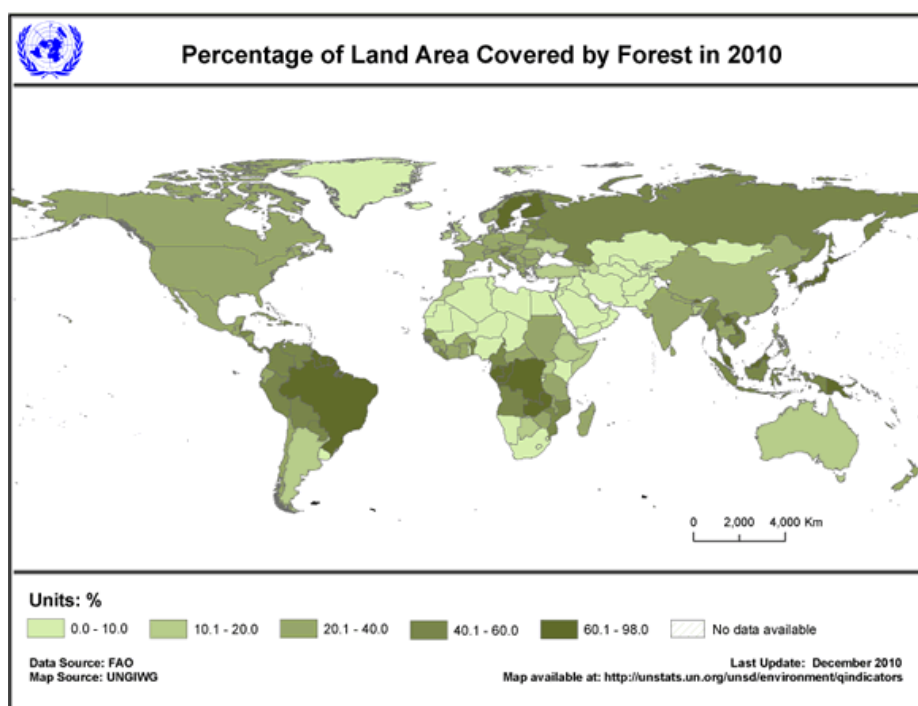 Percentage of Land Area Covered by Forest in 2010
0 2,000 4,000 Km
Units: %
0.0 - 10.0 10.1 - 20.0 20.1 - 40.0 40.1 - 60.0 60.1 - 98.0 No data available
Data Source: FAO Last Update: December 2010
Map Source: UNGIWG Map available at: http://unstats.un.org/unsd/environment/qindicators